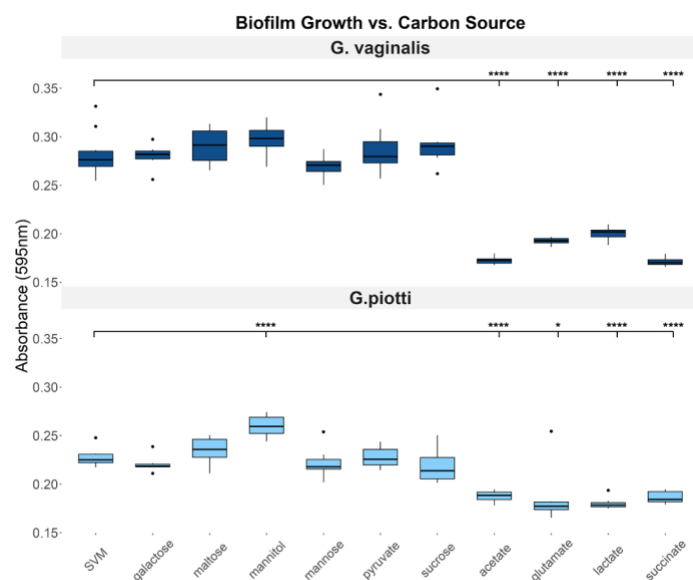 Biofilm Growth vs. Carbon Source
G. vaginalis
**** **** **** ****
0.35
0.30
0.25
0.20
0.15
Absorbance (595nm)
G.piotti
**** **** * **** ****
0.35
0.30
0.25
0.20
0.15
SVM galactose maltose mannitol mannose pyruvate sucrose acetate glutamate lactate succinate